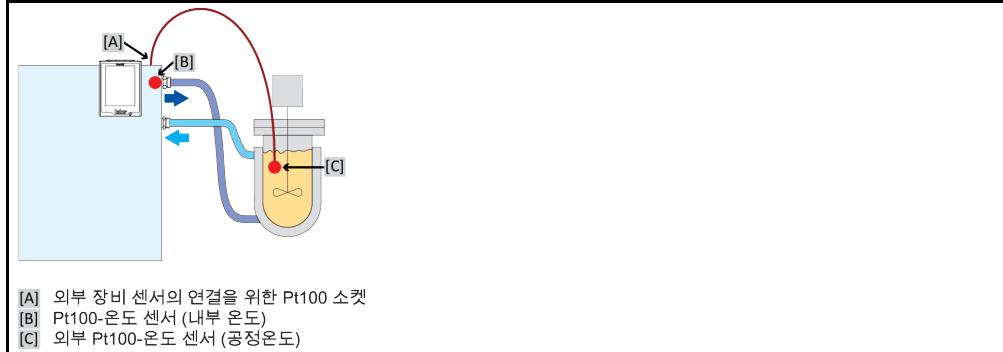 [A]
[B]
[C]
[A] 외부 장비 센서의 연결을 위한 Pt100 소켓
[B] Pt100-온도 센서 (내부 온도)
[C] 외부 Pt100-온도 센서 (공정온도)